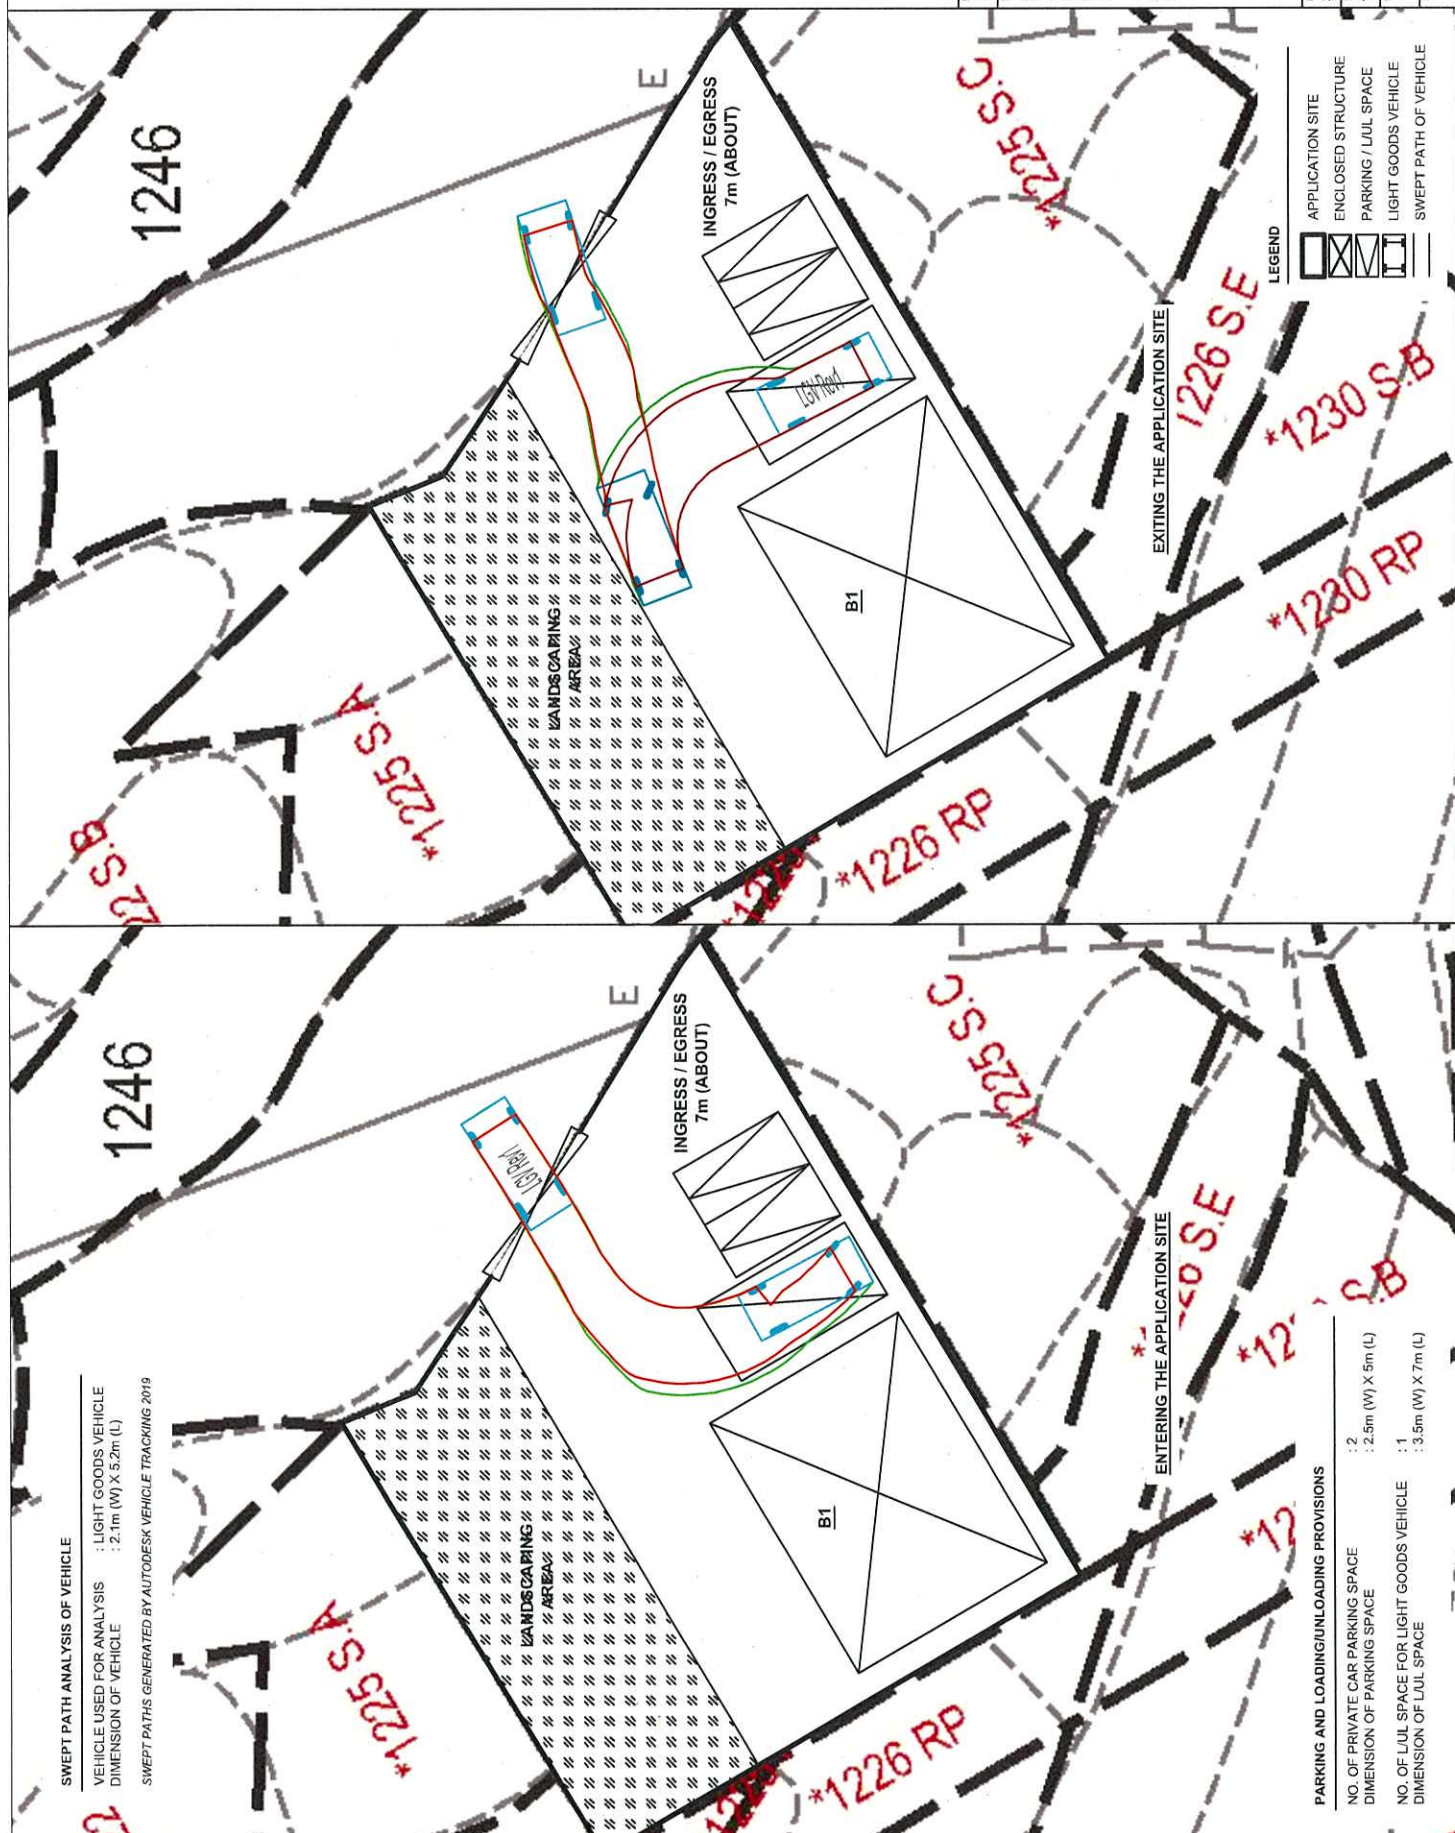 SWEPT PATH ANALYSIS OF VEHICLE
VEHICLE USED FOR ANALYSIS : LIGHT GOODS VEHICLE
DIMENSION OF VEHICLE : 2.1m (W) X 5.2m (L)
SWEPT PATHS GENERATED BY AUTODESK VEHICLE TRACKING 2019
1246
E
*1225 S.A
LANDSCAPING
AREA
LGV Rev1
INGRESS / EGRESS
7m (ABOUT)
B1
*1225 S.C
*1226 RP
ENTERING THE APPLICATION SITE
PARKING AND LOADING/UNLOADING PROVISIONS
NO. OF PRIVATE CAR PARKING SPACE : 2
DIMENSION OF PARKING SPACE : 2.5m (W) X 5m (L)
NO. OF L/UL SPACE FOR LIGHT GOODS VEHICLE : 1
DIMENSION OF L/UL SPACE : 3.5m (W) X 7m (L)
22 S.B
1246
E
*1225 S.A
LANDSCAPING
AREA
INGRESS / EGRESS
7m (ABOUT)
LGV Rev1
B1
*1225 S.C
*1226 RP
1226 S.E
*1230 S.B
*1230 RP
EXITING THE APPLICATION SITE
LEGEND
APPLICATION SITE
ENCLOSED STRUCTURE
PARKING / L/UL SPACE
LIGHT GOODS VEHICLE
SWEPT PATH OF VEHICLE